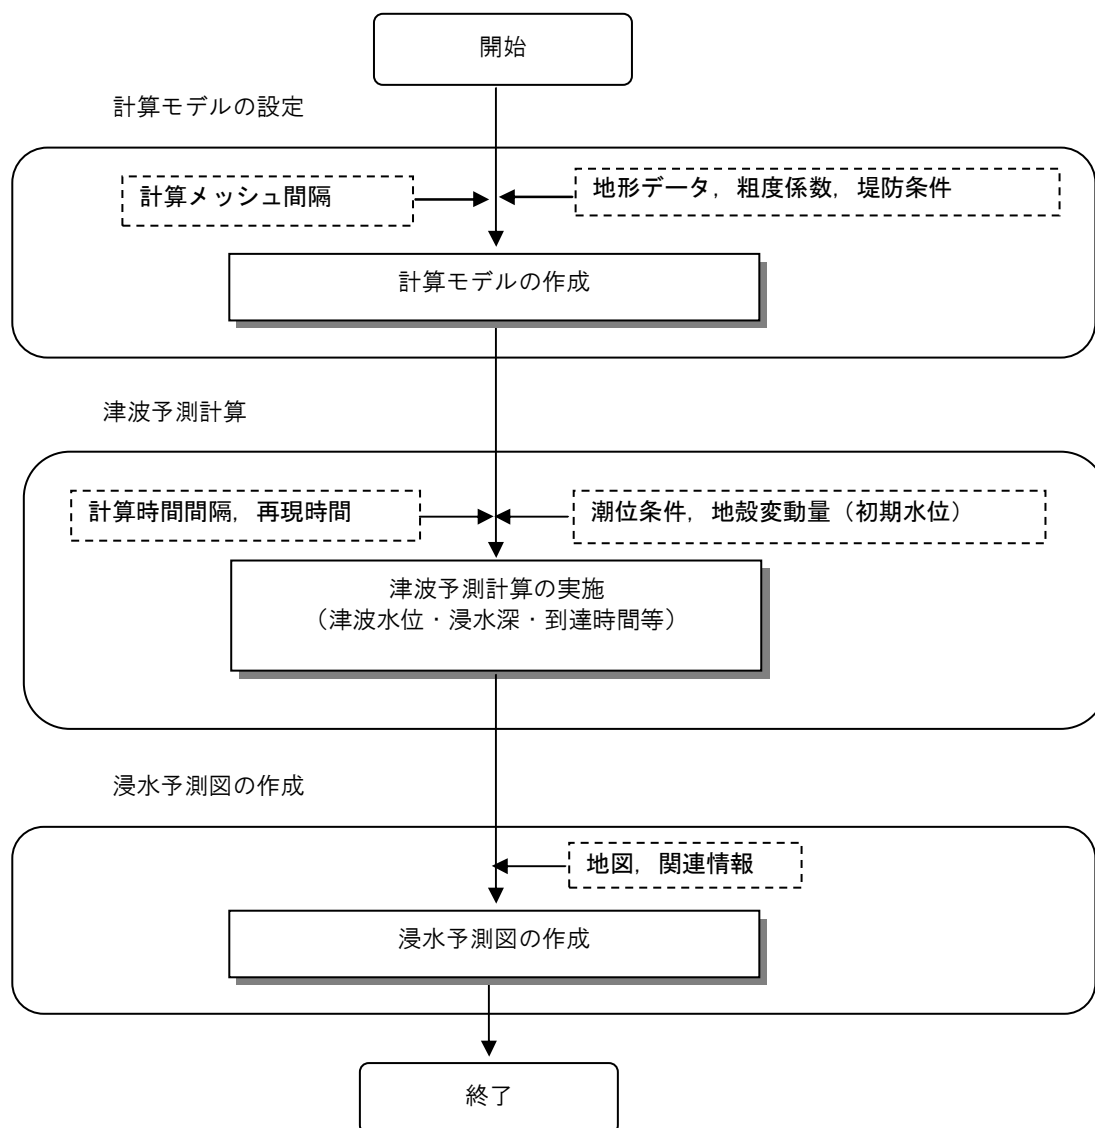 開始
計算モデルの設定
計算メッシュ間隔
地形データ，粗度係数，堤防条件
計算モデルの作成
津波予測計算
計算時間間隔，再現時間
潮位条件，地殻変動量（初期水位）
津波予測計算の実施
（津波水位・浸水深・到達時間等）
浸水予測図の作成
地図，関連情報
浸水予測図の作成
終了